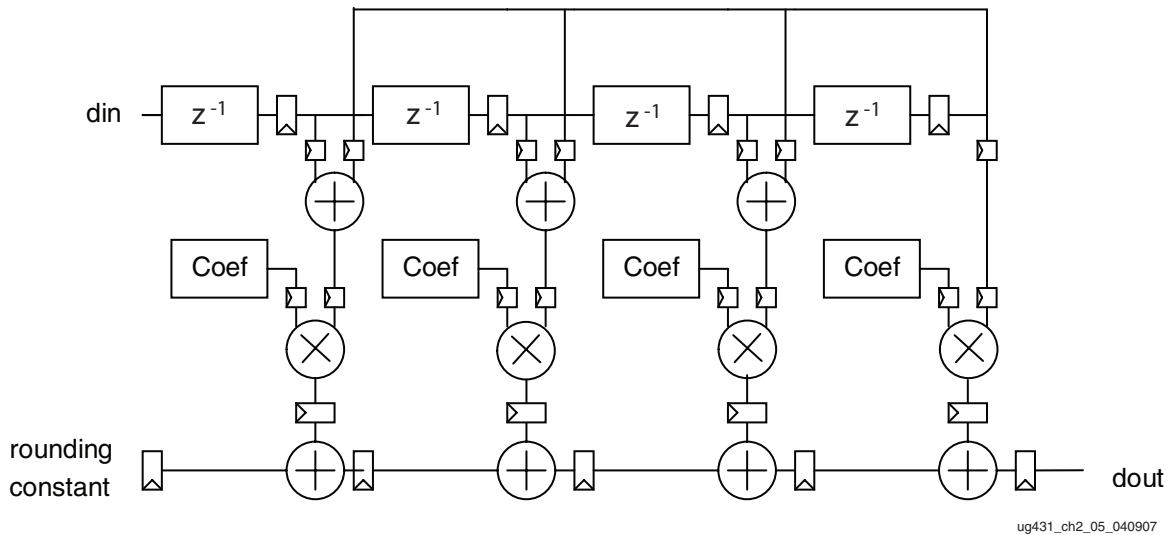 din
z⁻¹
z⁻¹
z⁻¹
z⁻¹
Coef
Coef
Coef
Coef
rounding
constant
dout
ug431_ch2_05_040907